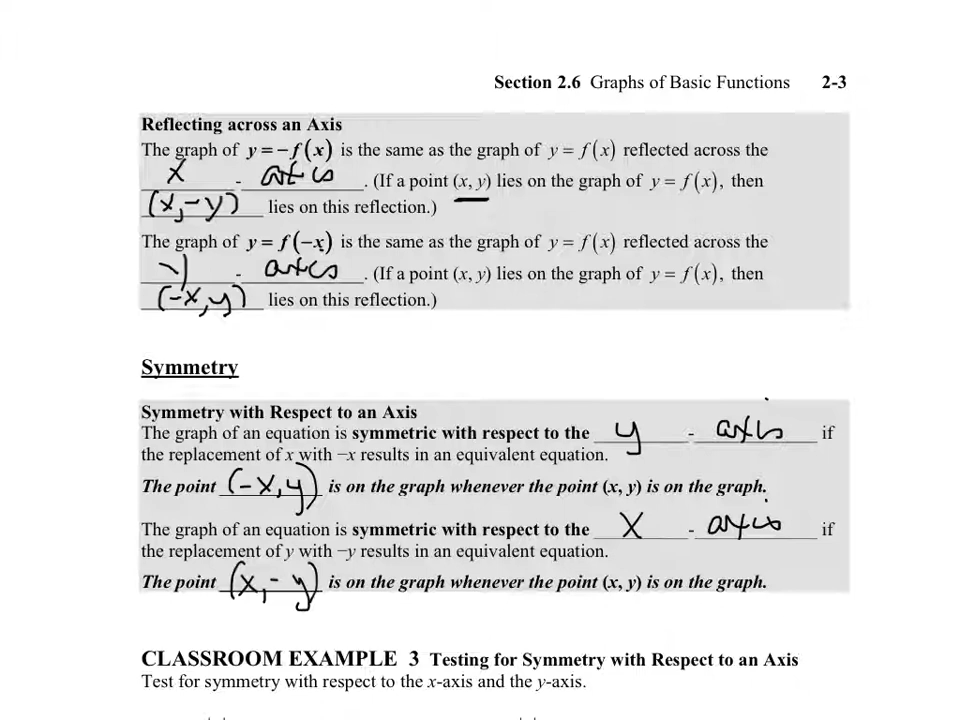 Section 2.6 Graphs of Basic Functions 2-3
Reflecting across an Axis
The graph of y = −f(x) is the same as the graph of y = f(x) reflected across the
x - axis. (If a point (x, y) lies on the graph of y = f(x), then
(x,-y) lies on this reflection.)
The graph of y = f(−x) is the same as the graph of y = f(x) reflected across the
y - axis. (If a point (x, y) lies on the graph of y = f(x), then
(-x,y) lies on this reflection.)
Symmetry
Symmetry with Respect to an Axis
The graph of an equation is symmetric with respect to the y - axis if
the replacement of x with −x results in an equivalent equation.
The point (-x,y) is on the graph whenever the point (x, y) is on the graph.
The graph of an equation is symmetric with respect to the x - axis if
the replacement of y with −y results in an equivalent equation.
The point (x,-y) is on the graph whenever the point (x, y) is on the graph.
CLASSROOM EXAMPLE 3 Testing for Symmetry with Respect to an Axis
Test for symmetry with respect to the x-axis and the y-axis.